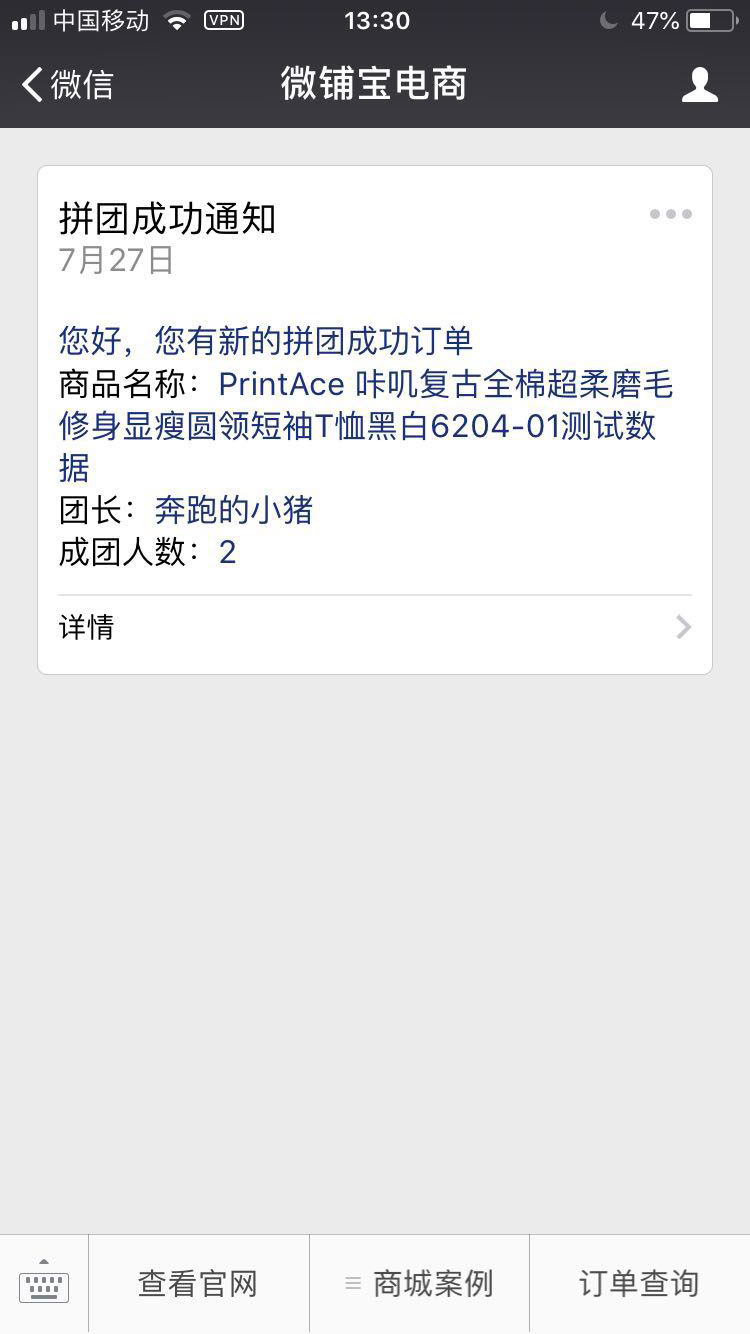 中国移动 VPN 13:30 47%
微信 微铺宝电商
拼团成功通知
7月27日
您好，您有新的拼团成功订单
商品名称：PrintAce 咔叽复古全棉超柔磨毛
修身显瘦圆领短袖T恤黑白6204-01测试数
据
团长：奔跑的小猪
成团人数：2
详情
查看官网 商城案例 订单查询